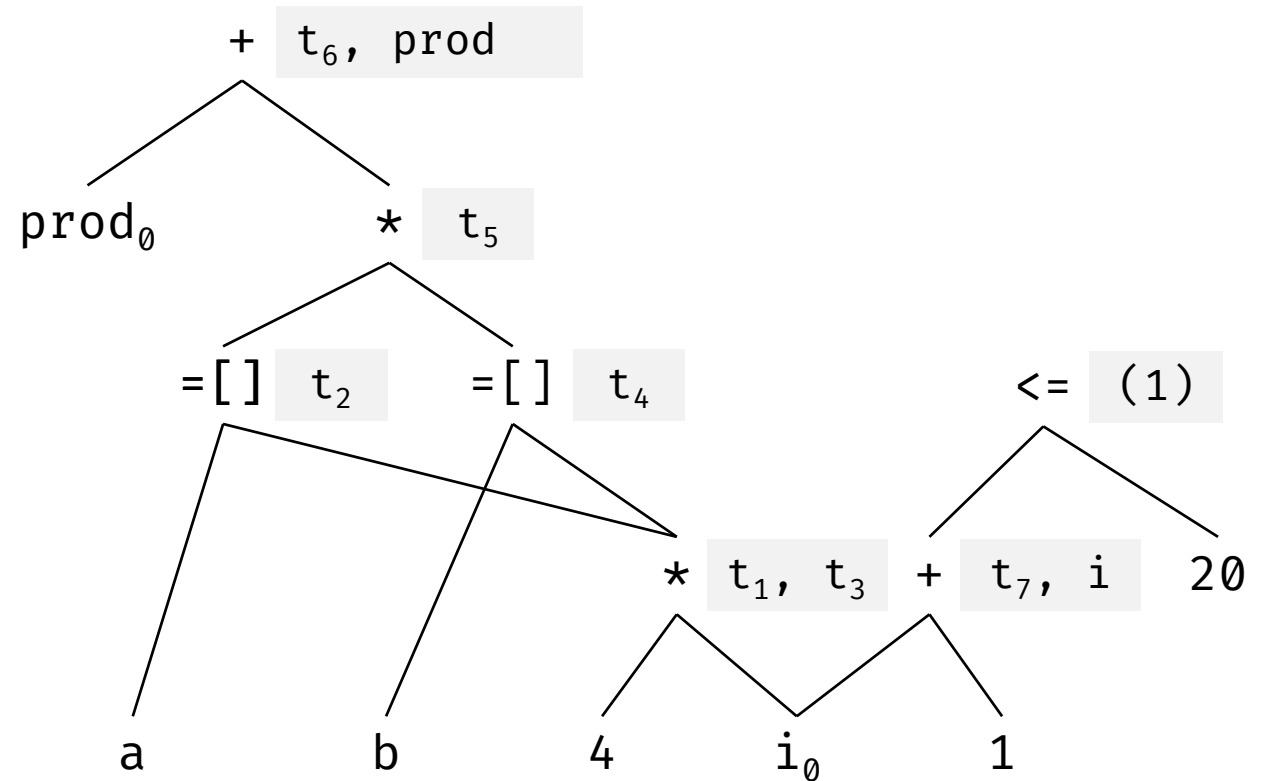 + t₆, prod
prod₀ * t₅
=[] t₂ =[] t₄ <= (1)
* t₁, t₃ + t₇, i 20
a b 4 i₀ 1